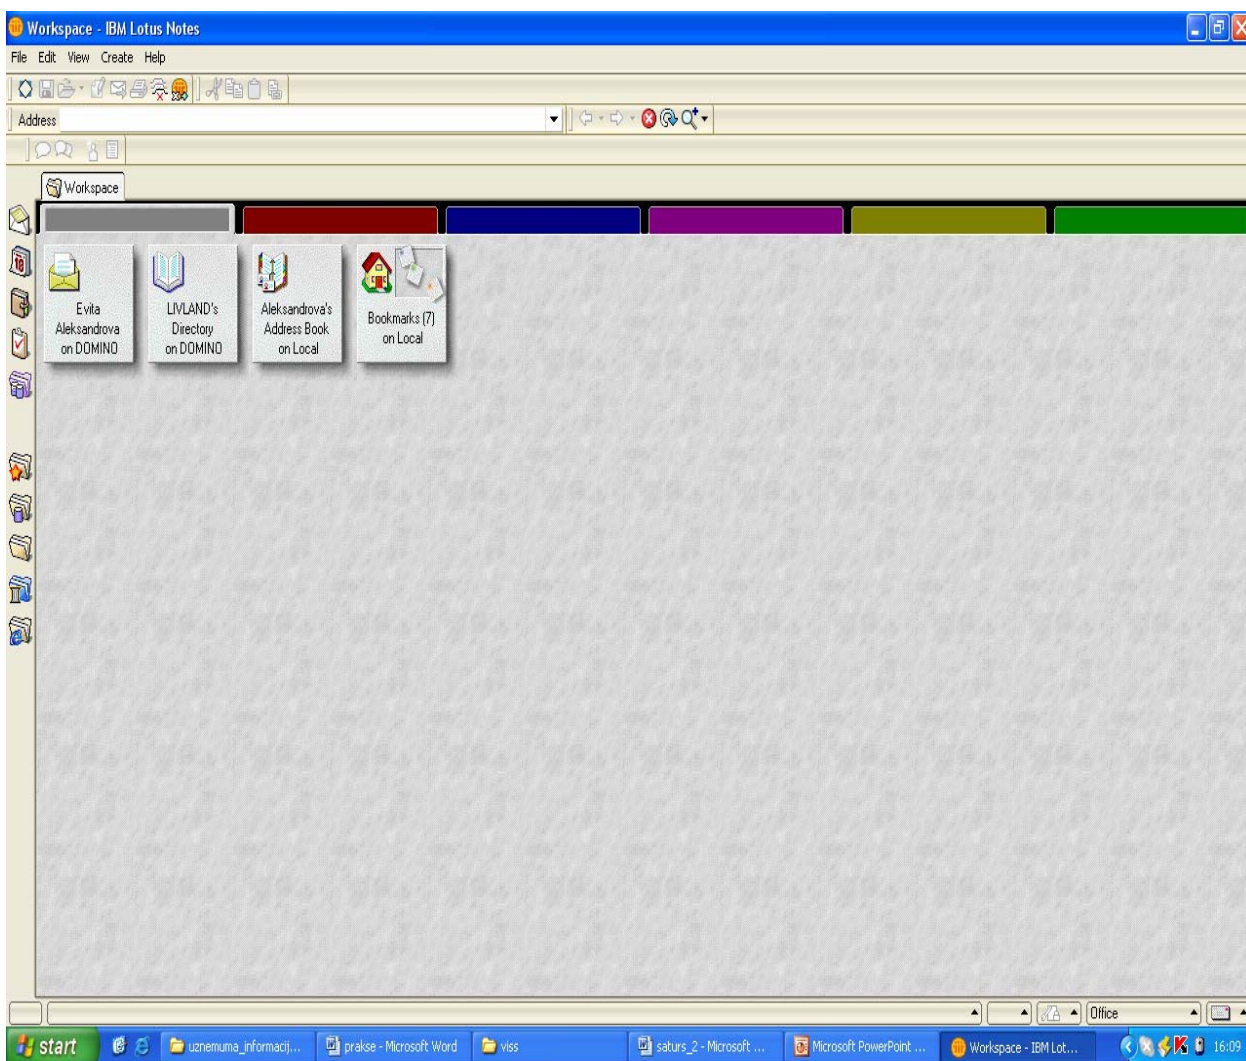 Workspace - IBM Lotus Notes
File Edit View Create Help
Address
Workspace
18
Evita
Aleksandrova
on DOMINO
LIVLAND's
Directory
on DOMINO
Aleksandrova's
Address Book
on Local
Bookmarks (7)
on Local
Office
start
uznemuma_informacij...
prakse - Microsoft Word
viss
saturs_2 - Microsoft ...
Microsoft PowerPoint ...
Workspace - IBM Lot...
16:09